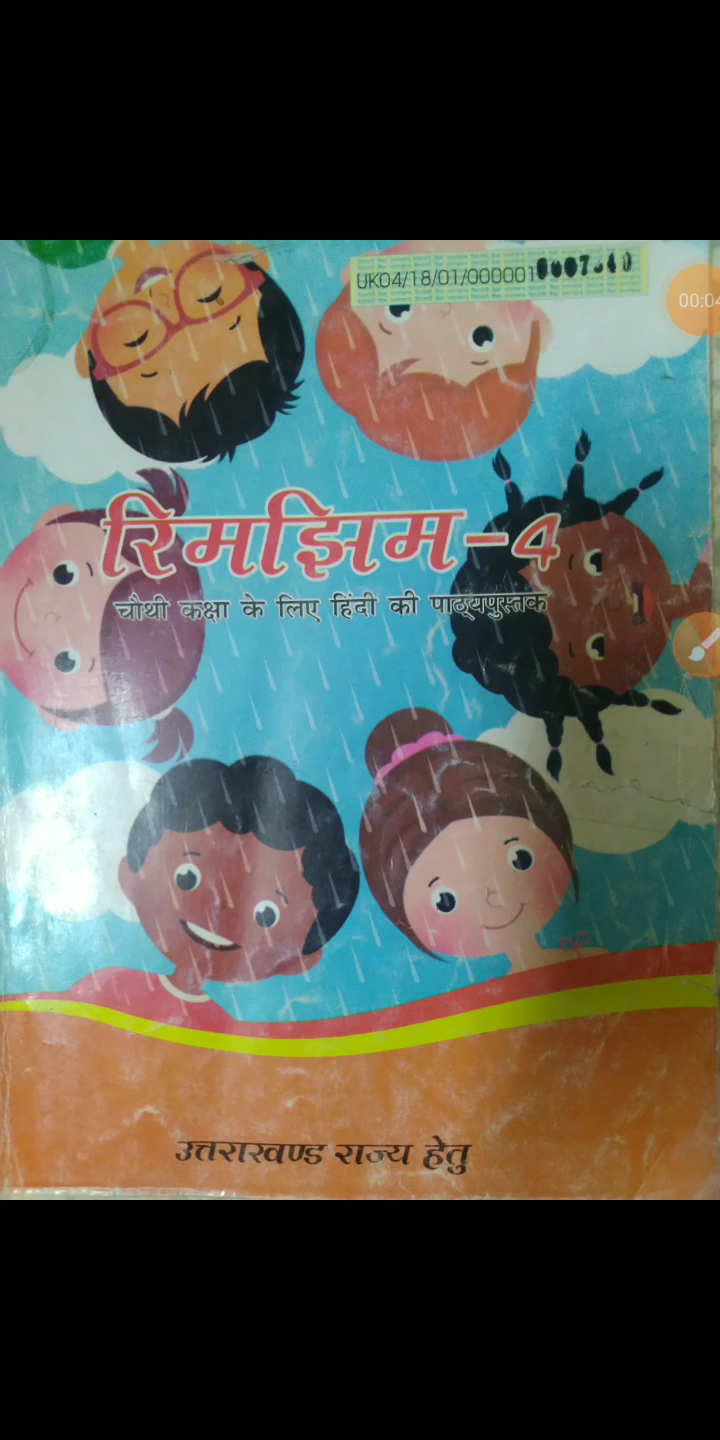 UK04/18/01/000001
रिमझिम-4
चौथी कक्षा के लिए हिंदी की पाठ्यपुस्तक
उत्तराखण्ड राज्य हेतु